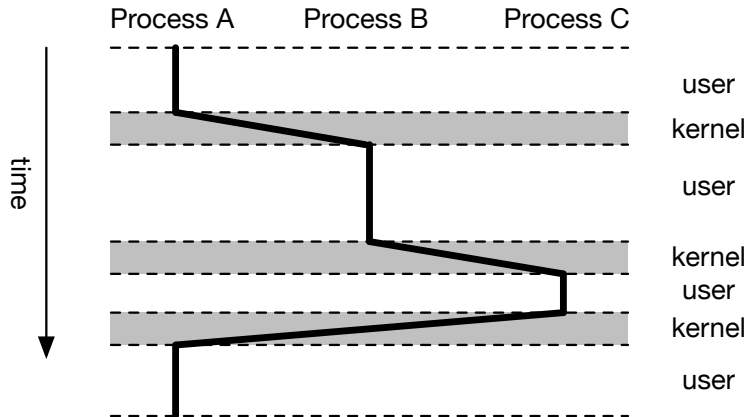 Process A Process B Process C
user
kernel
user
time
kernel
user
kernel
user